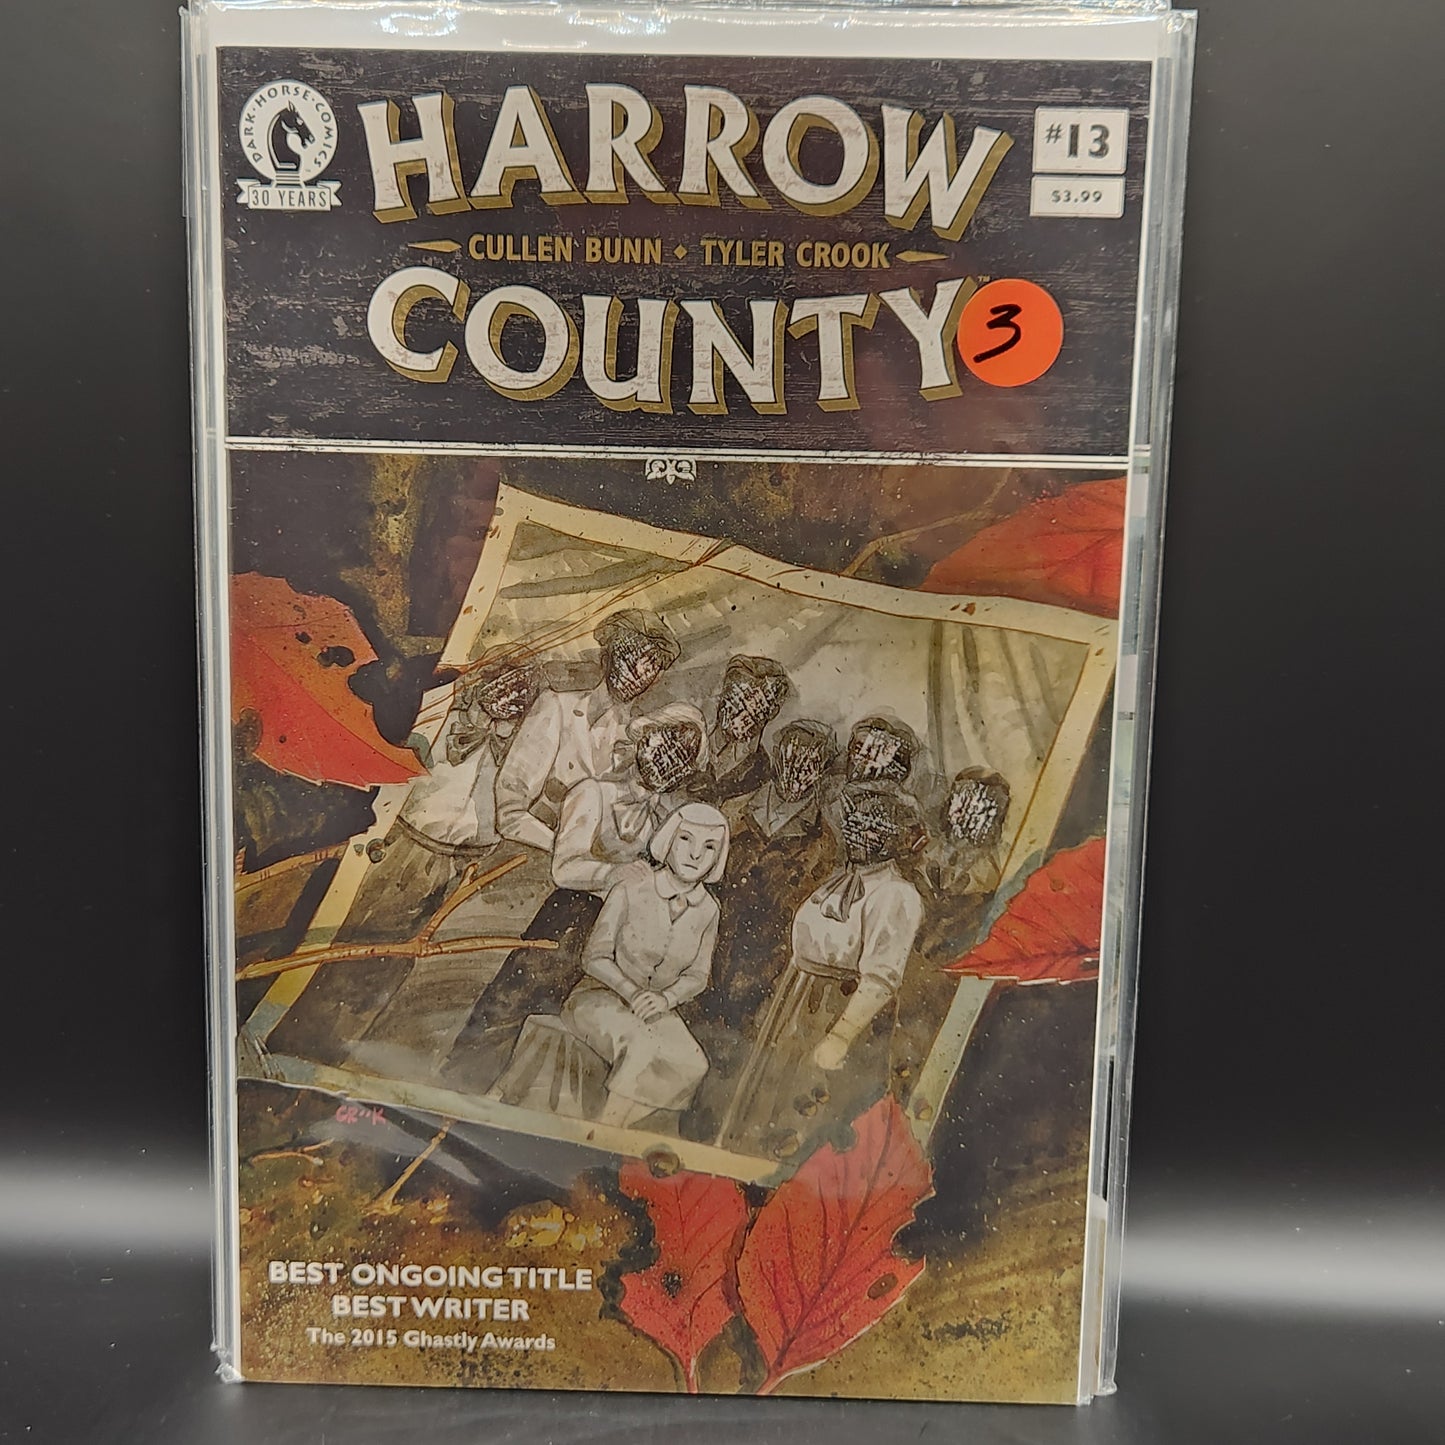 DARK·HORSE·COMICS
30 YEARS
HARROW
#13
$3.99
CULLEN BUNN ◆ TYLER CROOK
COUNTY™
3
CROOK
BEST ONGOING TITLE
BEST WRITER
The 2015 Ghastly Awards